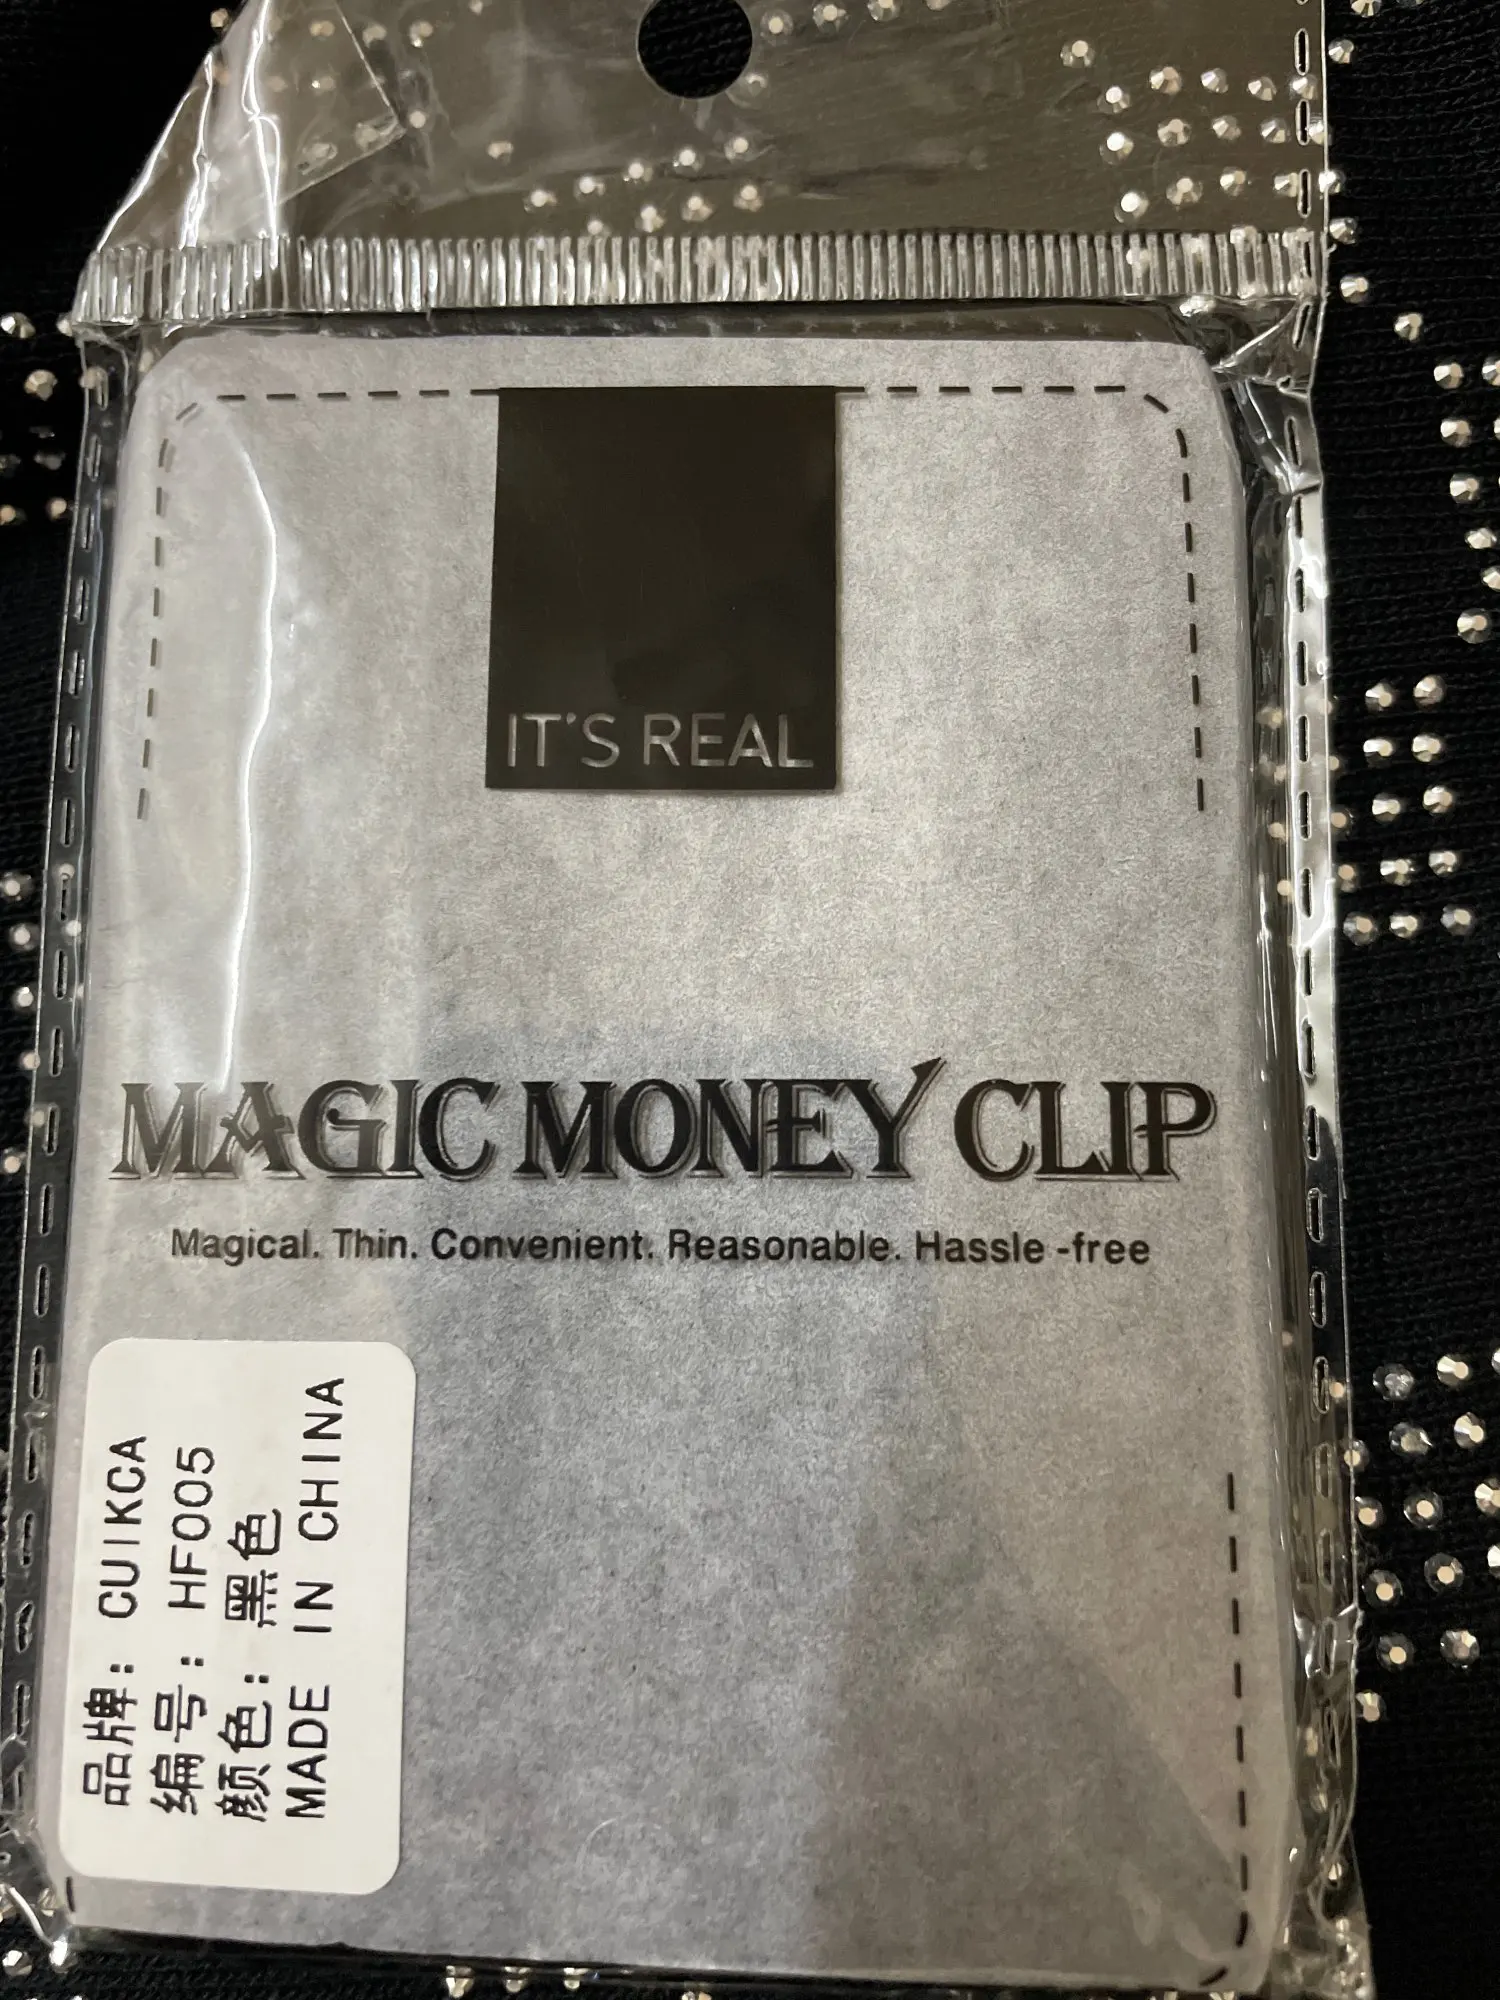 IT'S REAL
MAGIC MONEY CLIP
Magical. Thin. Convenient. Reasonable. Hassle -free
品牌: CUIKCA
编号: HF005
颜色: 黑色
MADE IN CHINA